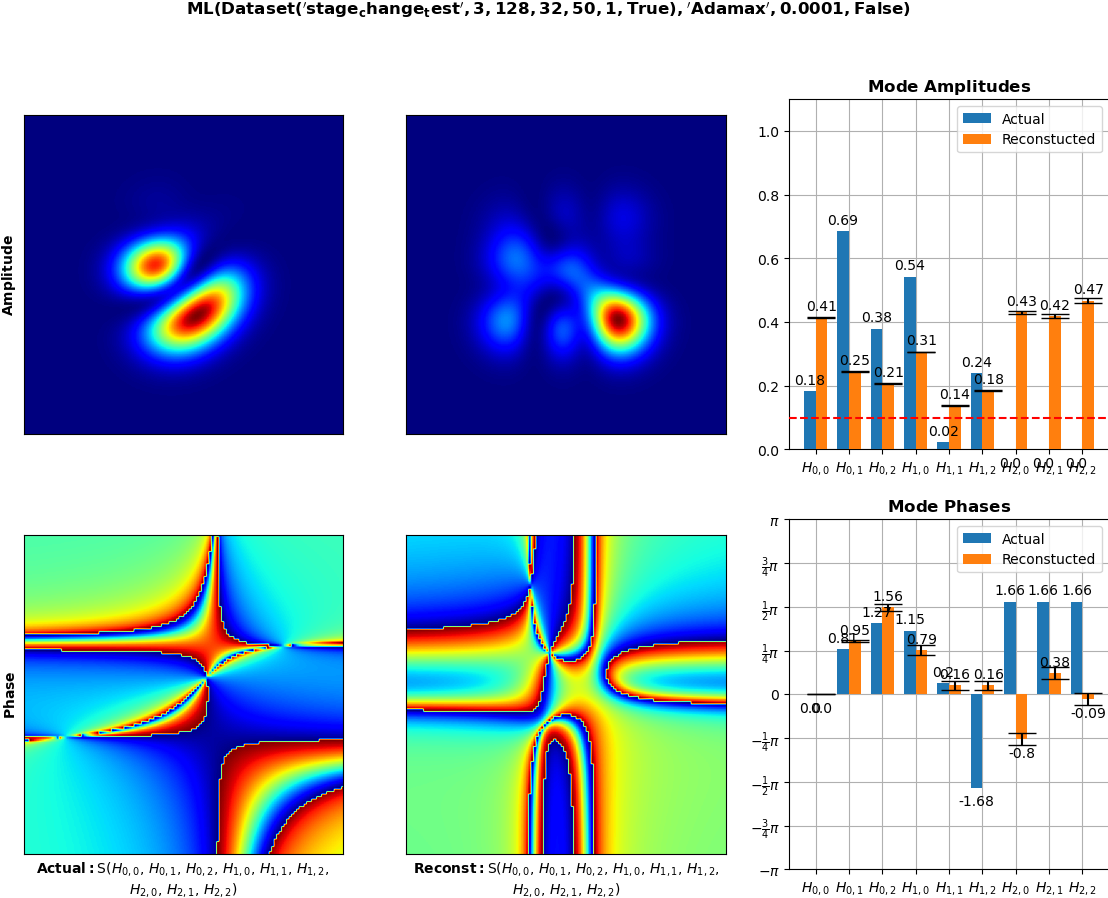 ML(Dataset('stage_change_test', 3, 128, 32, 50, 1, True), 'Adamax', 0.0001, False)
Amplitude
Mode Amplitudes
Actual
Reconstucted
1.0
0.8
0.6
0.4
0.2
0.0
0.18
0.41
0.69
0.25
0.38
0.21
0.54
0.31
0.02
0.14
0.24
0.18
0.0
0.43
0.0
0.42
0.0
0.47
H0,0 H0,1 H0,2 H1,0 H1,1 H1,2 H2,0 H2,1 H2,2
Phase
Actual: S(H0,0, H0,1, H0,2, H1,0, H1,1, H1,2,
H2,0, H2,1, H2,2)
Reconst: S(H0,0, H0,1, H0,2, H1,0, H1,1, H1,2,
H2,0, H2,1, H2,2)
Mode Phases
Actual
Reconstucted
π
3/4π
1/2π
1/4π
0
−1/4π
−1/2π
−3/4π
−π
0.0
0.0
0.81
0.95
1.27
1.56
1.15
0.79
0.2
0.16
-1.68
0.16
1.66
-0.8
1.66
0.38
1.66
-0.09
H0,0 H0,1 H0,2 H1,0 H1,1 H1,2 H2,0 H2,1 H2,2